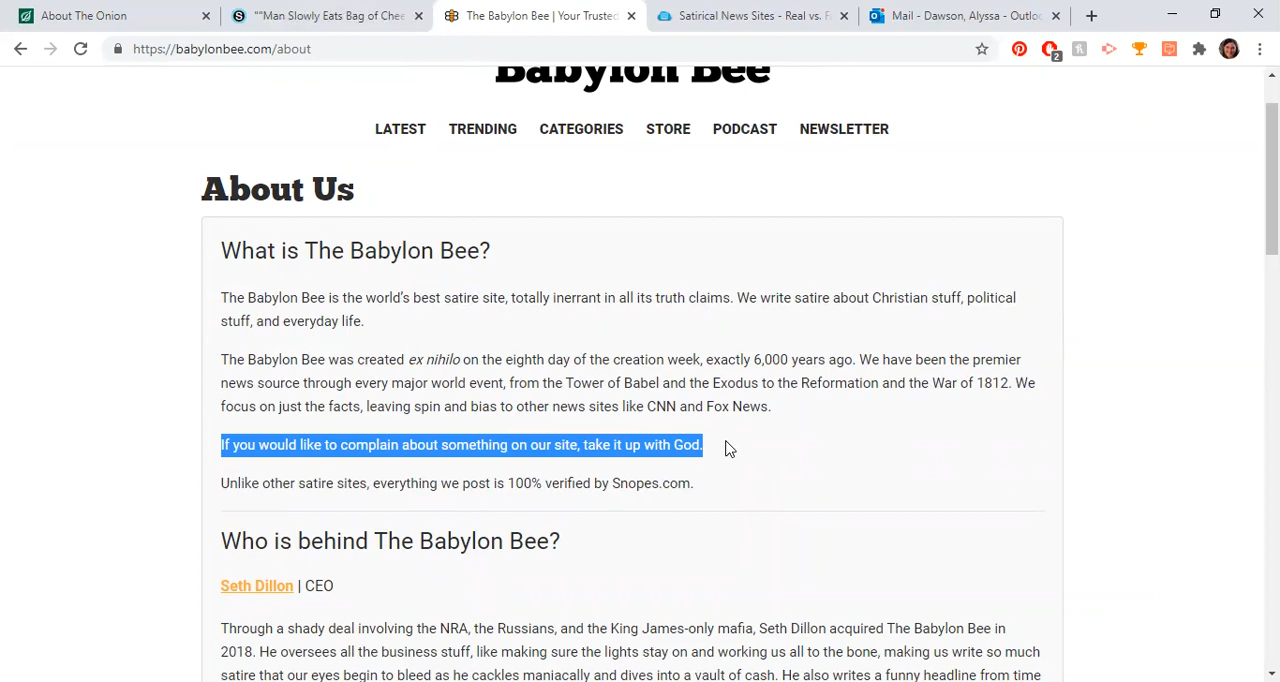 About The Onion
"“Man Slowly Eats Bag of Chee
The Babylon Bee | Your Trusted
Satirical News Sites - Real vs. F
Mail - Dawson, Alyssa - Outloo
https://babylonbee.com/about
2
Babylon Bee
LATEST TRENDING CATEGORIES STORE PODCAST NEWSLETTER
About Us
What is The Babylon Bee?
The Babylon Bee is the world’s best satire site, totally inerrant in all its truth claims. We write satire about Christian stuff, political
stuff, and everyday life.
The Babylon Bee was created ex nihilo on the eighth day of the creation week, exactly 6,000 years ago. We have been the premier
news source through every major world event, from the Tower of Babel and the Exodus to the Reformation and the War of 1812. We
focus on just the facts, leaving spin and bias to other news sites like CNN and Fox News.
If you would like to complain about something on our site, take it up with God.
Unlike other satire sites, everything we post is 100% verified by Snopes.com.
Who is behind The Babylon Bee?
Seth Dillon | CEO
Through a shady deal involving the NRA, the Russians, and the King James-only mafia, Seth Dillon acquired The Babylon Bee in
2018. He oversees all the business stuff, like making sure the lights stay on and working us all to the bone, making us write so much
satire that our eyes begin to bleed as he cackles maniacally and dives into a vault of cash. He also writes a funny headline from time